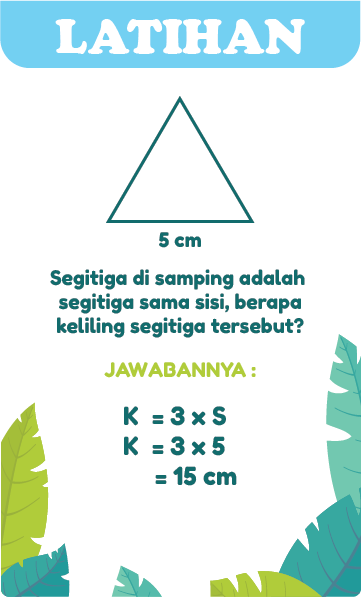 LATIHAN
5 cm
Segitiga di samping adalah
segitiga sama sisi, berapa
keliling segitiga tersebut?
JAWABANNYA :
K = 3 x S
K = 3 x 5
= 15 cm